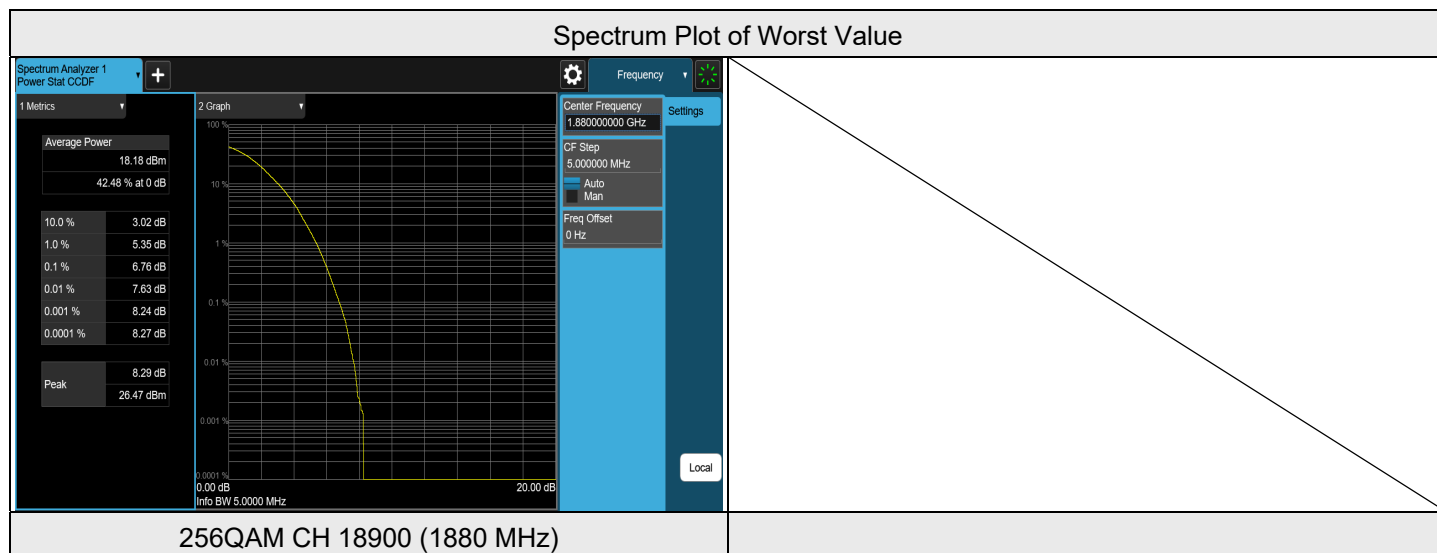 Spectrum Plot of Worst Value
Spectrum Analyzer 1
Power Stat CCDF
+
Frequency
1 Metrics
2 Graph
Center Frequency
1.880000000 GHz
Settings
CF Step
5.000000 MHz
Auto
Man
Freq Offset
0 Hz
Average Power
18.18 dBm
42.48 % at 0 dB
10.0 % 3.02 dB
1.0 % 5.35 dB
0.1 % 6.76 dB
0.01 % 7.63 dB
0.001 % 8.24 dB
0.0001 % 8.27 dB
Peak 8.29 dB
26.47 dBm
100 %
10 %
1 %
0.1 %
0.01 %
0.001 %
0.0001 %
0.00 dB 20.00 dB
Info BW 5.0000 MHz
Local
256QAM CH 18900 (1880 MHz)